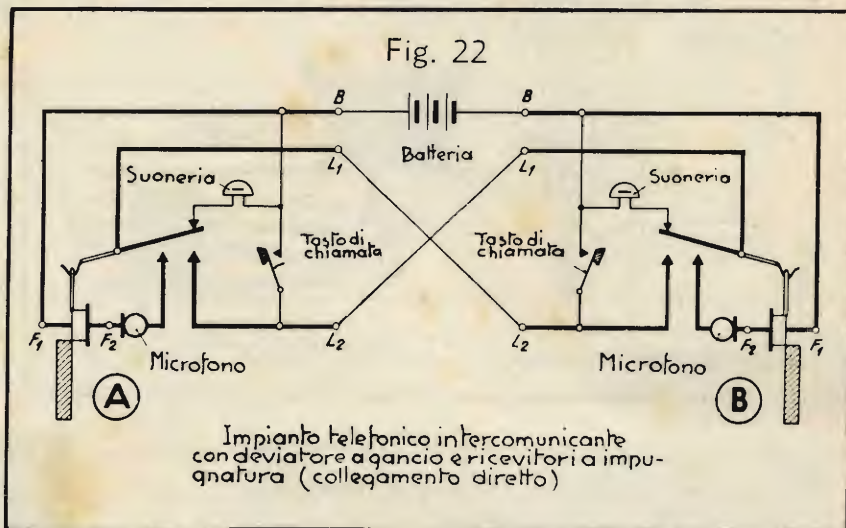 Fig. 22
B
B
Batteria
L1
L1
Suoneria
Suoneria
Tasto di
chiamata
Tasto di
chiamata
F1
F2
L2
L2
F2
F1
Microfono
Microfono
A
B
Impianto telefonico intercomunicante
con deviatore a gancio e ricevitori a impu-
gnatura (collegamento diretto)